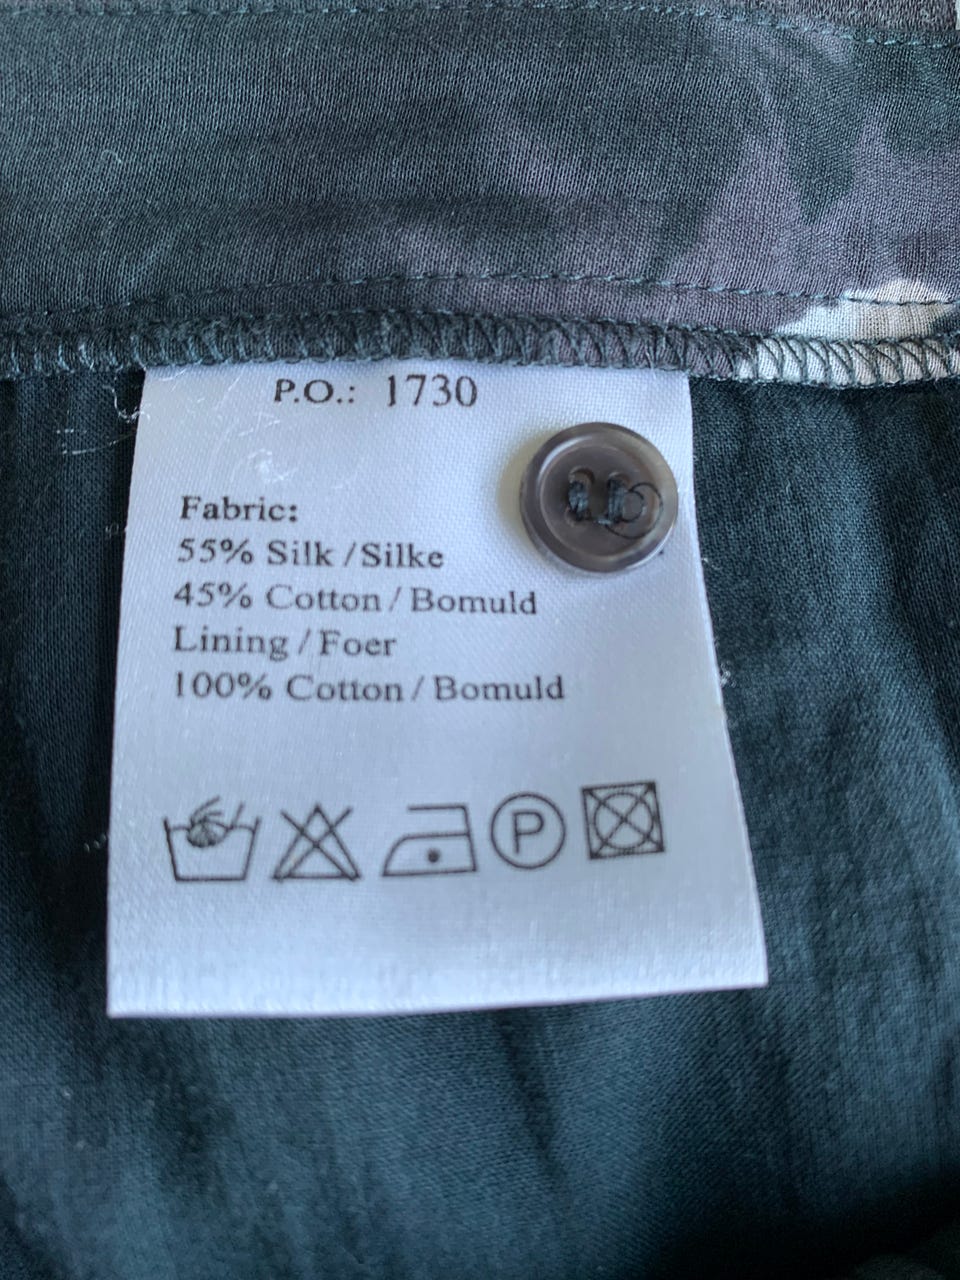 P.O.: 1730
Fabric:
55% Silk / Silke
45% Cotton / Bomuld
Lining / Foer
100% Cotton / Bomuld
P